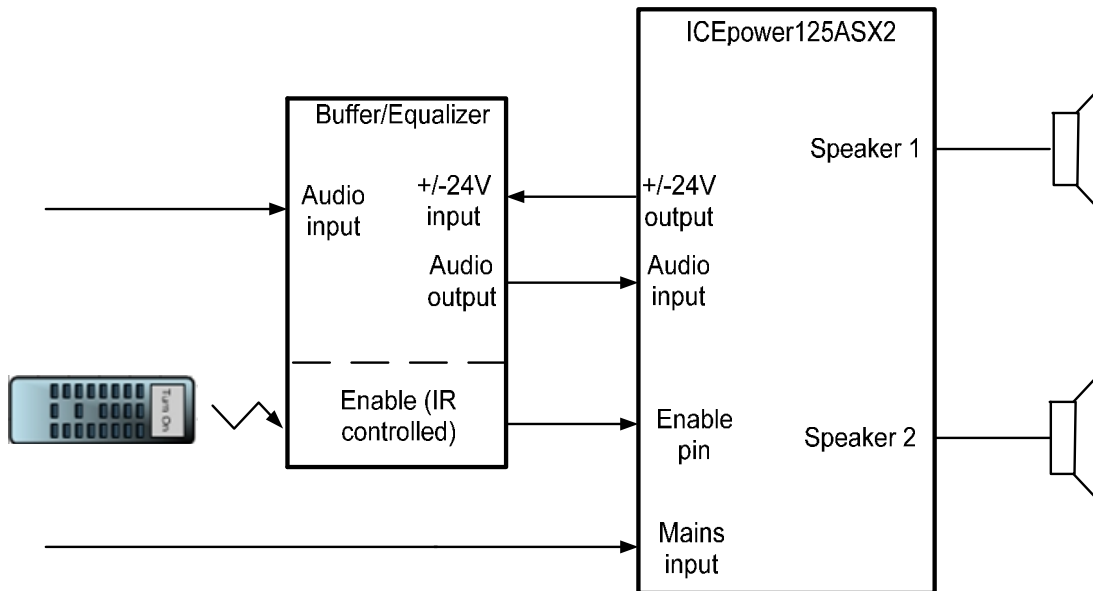 ICEpower125ASX2
Buffer/Equalizer
Speaker 1
Audio
input
+/-24V
input
+/-24V
output
Audio
output
Audio
input
Turn On
Enable (IR
controlled)
Enable
pin
Speaker 2
Mains
input